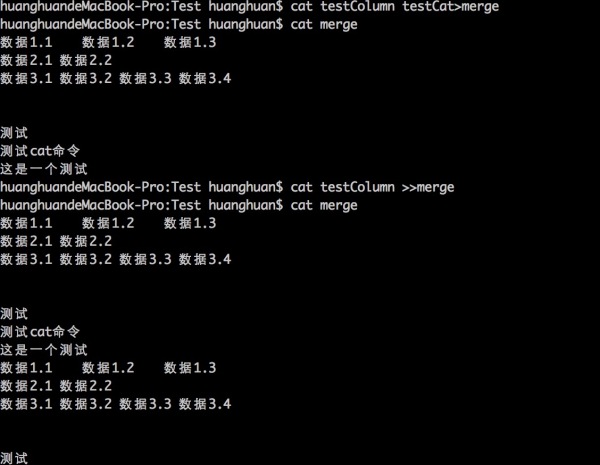 huanghuandeMacBook-Pro:Test huanghuan$ cat testColumn testCat>merge
huanghuandeMacBook-Pro:Test huanghuan$ cat merge
数据1.1    数据1.2    数据1.3
数据2.1 数据2.2
数据3.1 数据3.2 数据3.3 数据3.4
测试
测试cat命令
这是一个测试
huanghuandeMacBook-Pro:Test huanghuan$ cat testColumn >>merge
huanghuandeMacBook-Pro:Test huanghuan$ cat merge
数据1.1    数据1.2    数据1.3
数据2.1 数据2.2
数据3.1 数据3.2 数据3.3 数据3.4
测试
测试cat命令
这是一个测试
数据1.1    数据1.2    数据1.3
数据2.1 数据2.2
数据3.1 数据3.2 数据3.3 数据3.4
测试